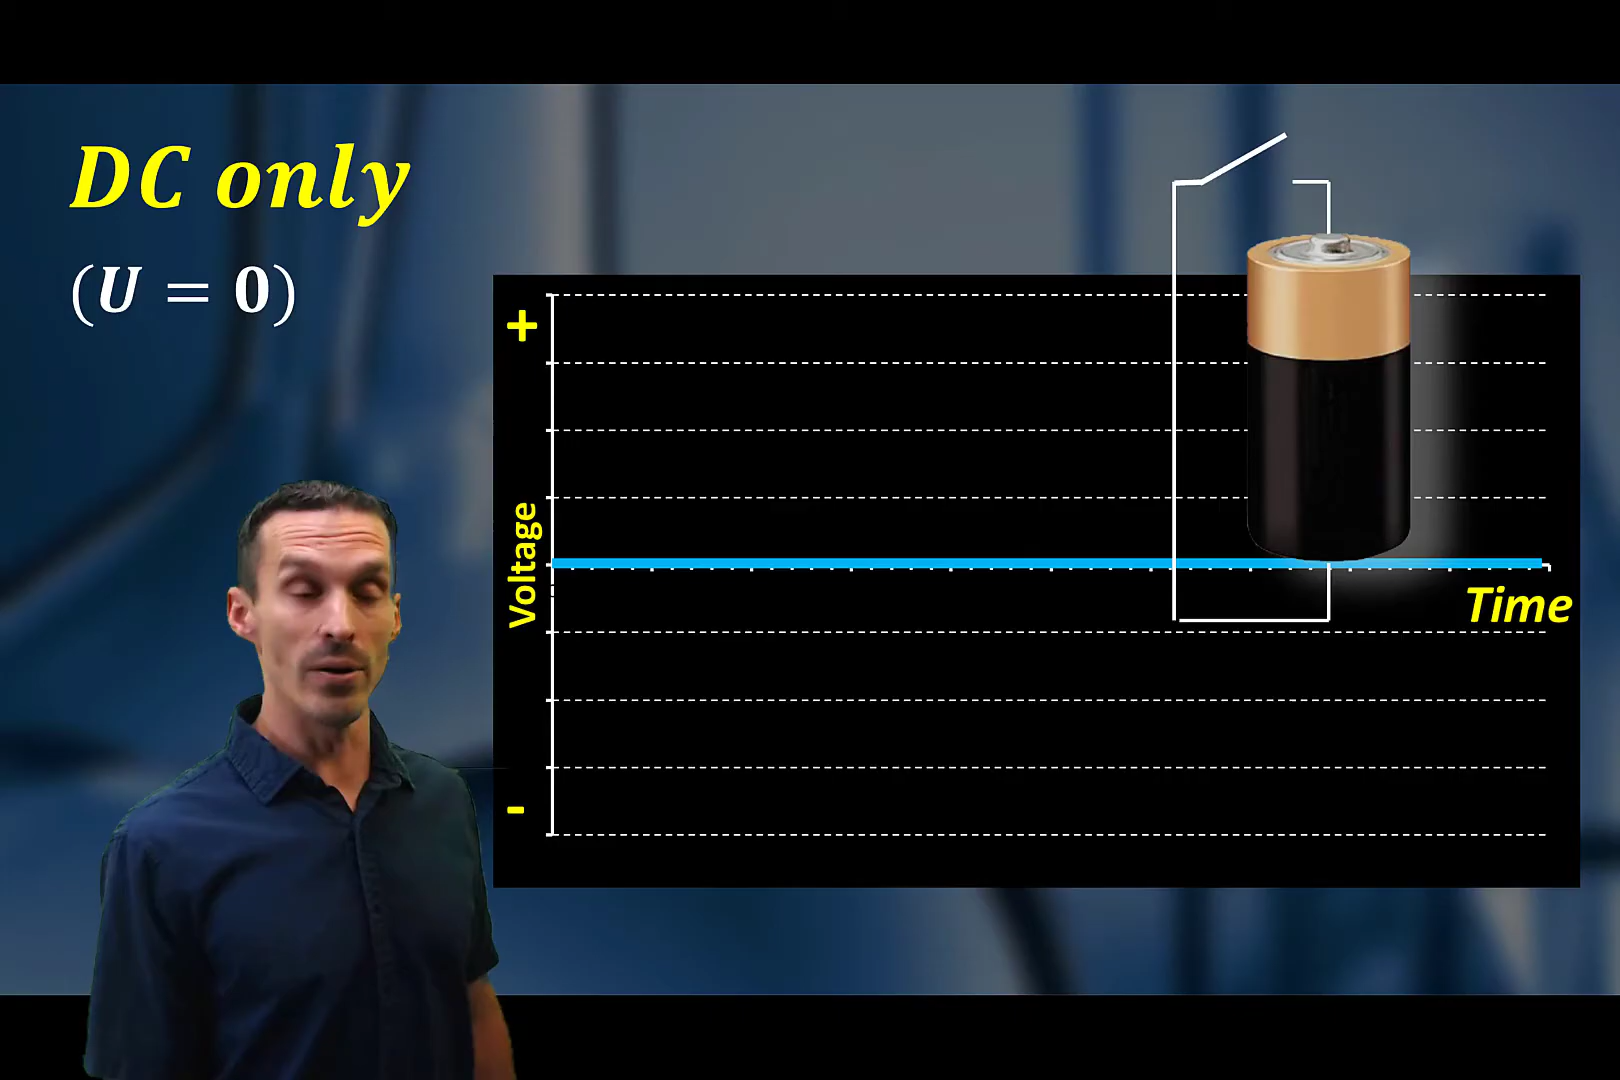 DC only
(U = 0)
+
Voltage
Time
-